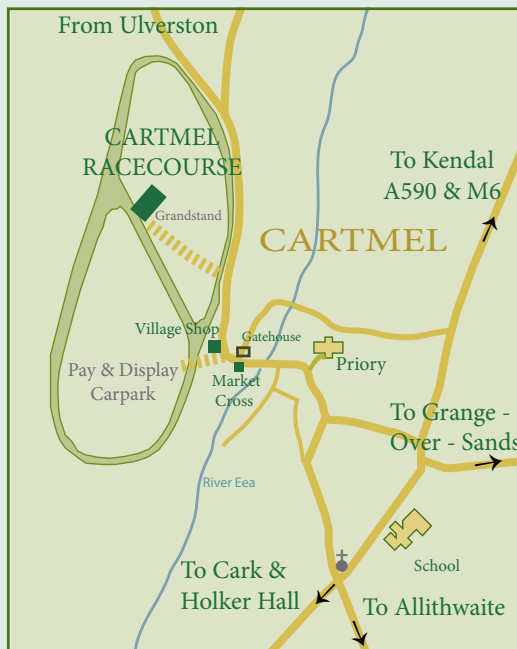 From Ulverston
CARTMEL
RACECOURSE
To Kendal
A590 & M6
Grandstand
CARTMEL
Village Shop
Gatehouse
Pay & Display
Carpark
Market
Cross
Priory
To Grange -
Over - Sands
River Eea
School
To Cark &
Holker Hall
To Allithwaite